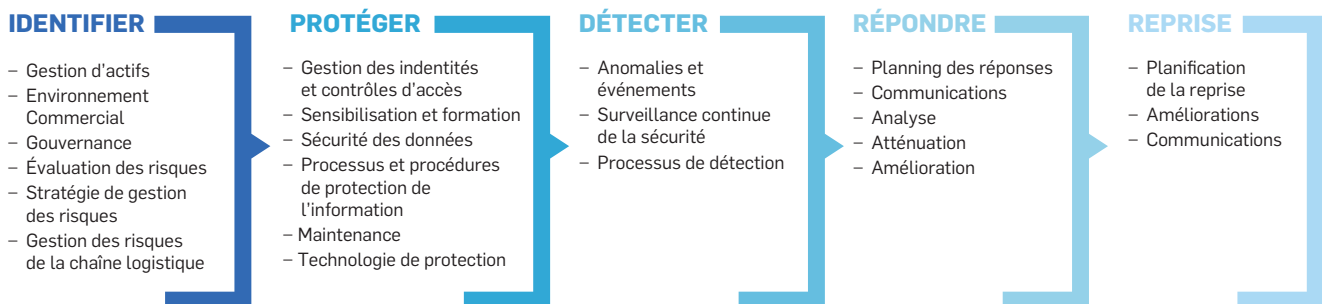 IDENTIFIER
– Gestion d'actifs
– Environnement
Commercial
– Gouvernance
– Évaluation des risques
– Stratégie de gestion
des risques
– Gestion des risques
de la chaîne logistique
PROTÉGER
– Gestion des indentités
et contrôles d'accès
– Sensibilisation et formation
– Sécurité des données
– Processus et procédures
de protection de
l'information
– Maintenance
– Technologie de protection
DÉTECTER
– Anomalies et
événements
– Surveillance continue
de la sécurité
– Processus de détection
RÉPONDRE
– Planning des réponses
– Communications
– Analyse
– Atténuation
– Amélioration
REPRISE
– Planification
de la reprise
– Améliorations
– Communications